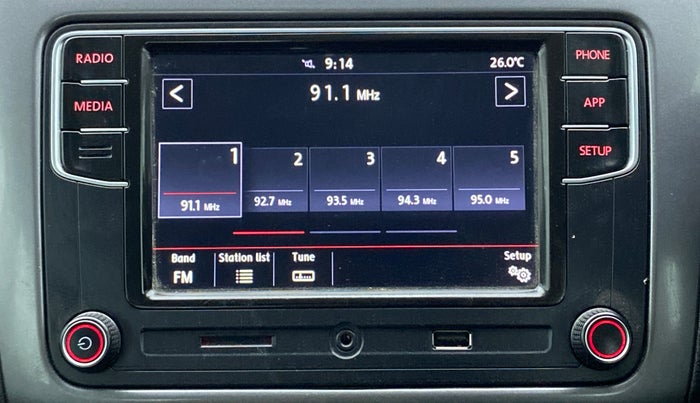 RADIO
MEDIA
9:14
26.0°C
91.1 MHz
1
2
3
4
5
91.1 MHz
92.7 MHz
93.5 MHz
94.3 MHz
95.0 MHz
Band
Station list
Tune
Setup
FM
PHONE
APP
SETUP